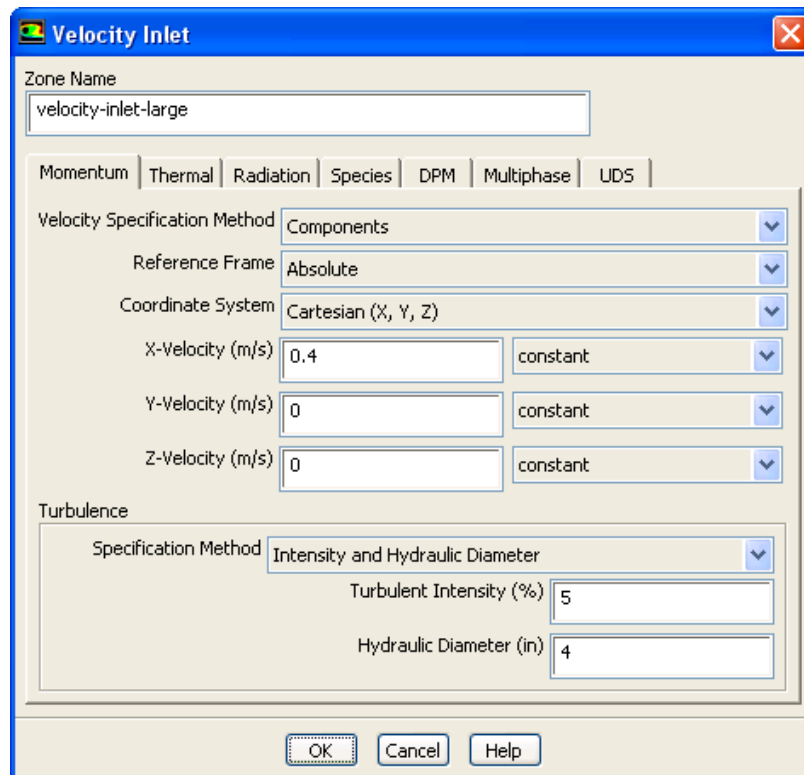 Velocity Inlet
Zone Name
velocity-inlet-large
Momentum Thermal Radiation Species DPM Multiphase UDS
Velocity Specification Method Components
Reference Frame Absolute
Coordinate System Cartesian (X, Y, Z)
X-Velocity (m/s) 0.4 constant
Y-Velocity (m/s) 0 constant
Z-Velocity (m/s) 0 constant
Turbulence
Specification Method Intensity and Hydraulic Diameter
Turbulent Intensity (%) 5
Hydraulic Diameter (in) 4
OK Cancel Help